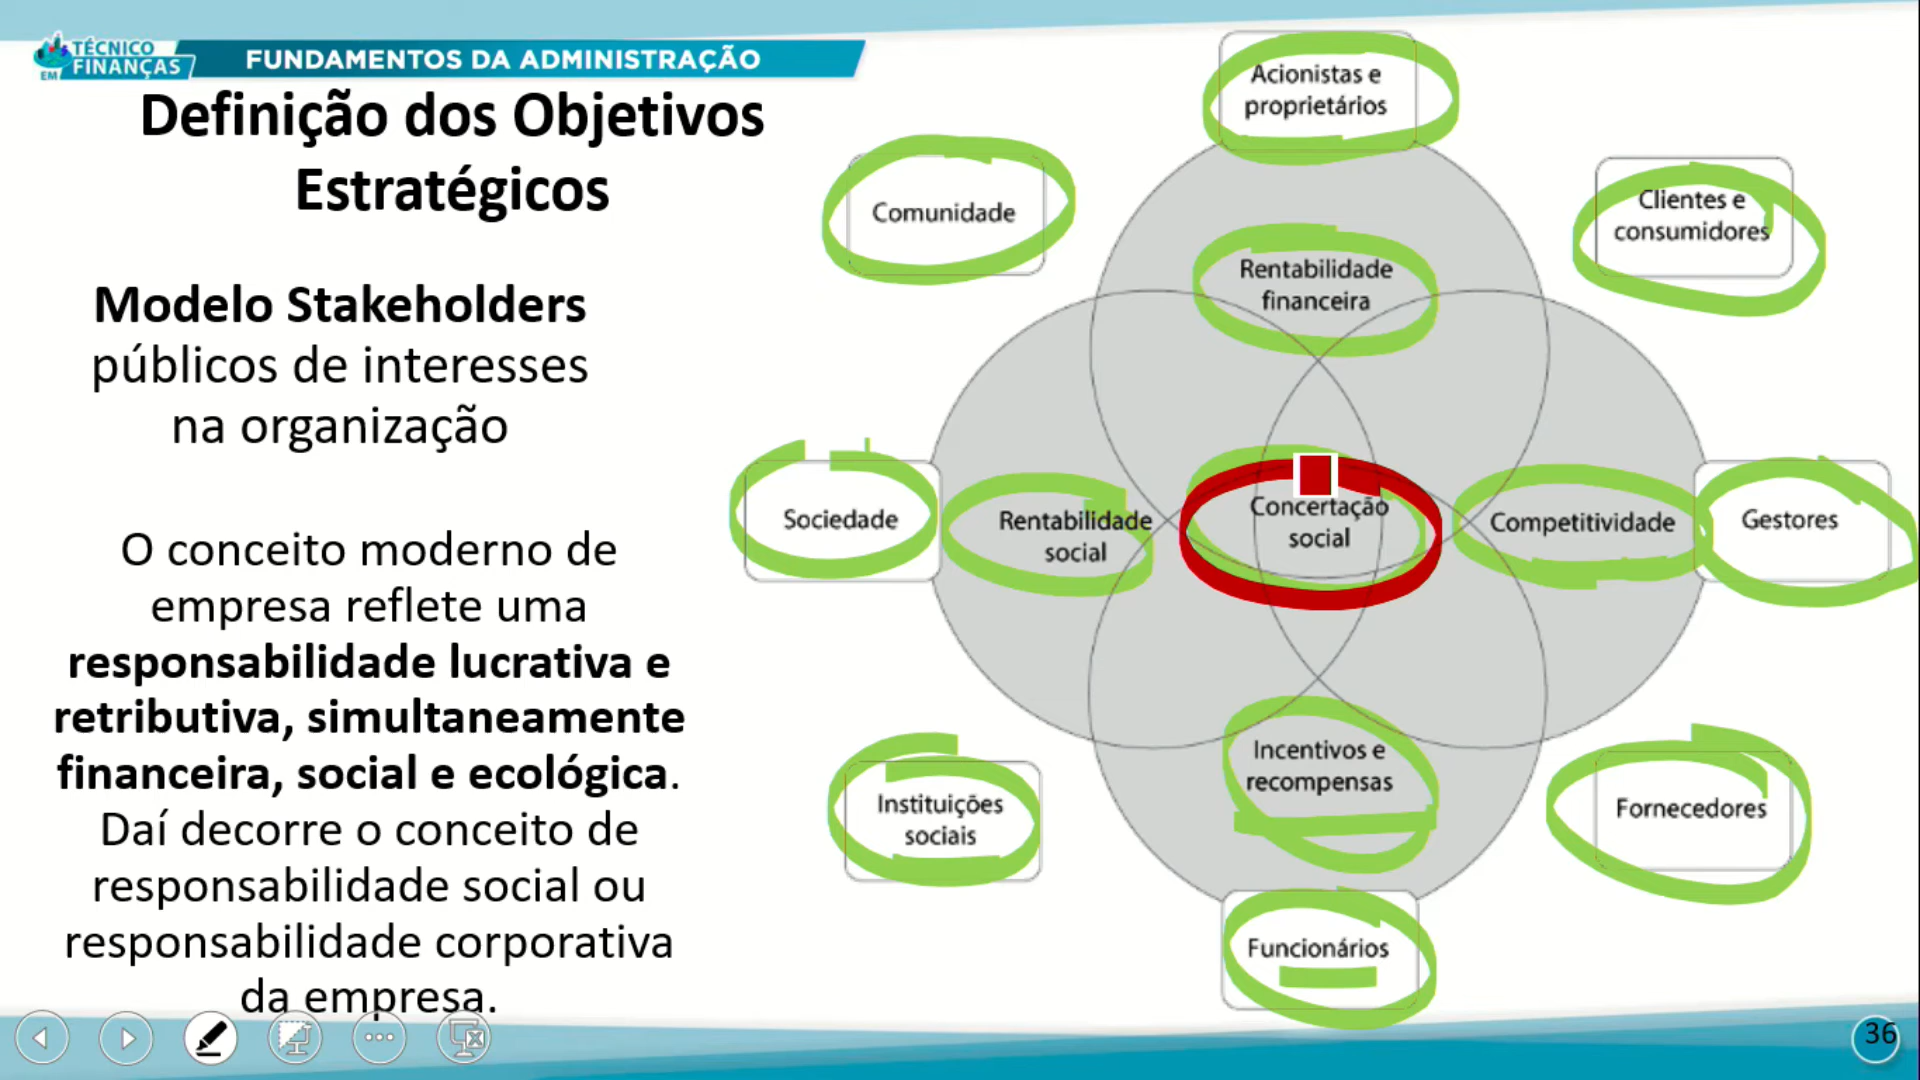 TÉCNICO
EM FINANÇAS
FUNDAMENTOS DA ADMINISTRAÇÃO
Definição dos Objetivos
Estratégicos
Modelo Stakeholders
públicos de interesses
na organização
O conceito moderno de
empresa reflete uma
responsabilidade lucrativa e
retributiva, simultaneamente
financeira, social e ecológica.
Daí decorre o conceito de
responsabilidade social ou
responsabilidade corporativa
da empresa.
Acionistas e
proprietários
Comunidade
Clientes e
consumidores
Rentabilidade
financeira
Sociedade
Rentabilidade
social
Concertação
social
Competitividade
Gestores
Incentivos e
recompensas
Instituições
sociais
Fornecedores
Funcionários
36